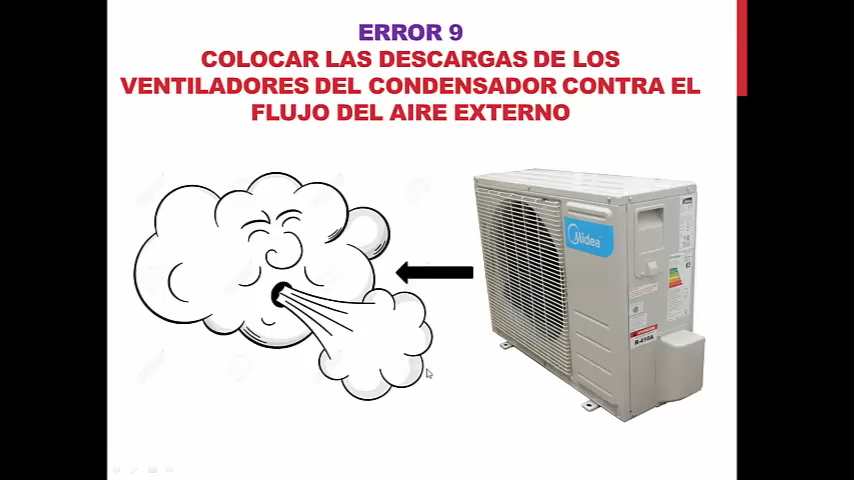 ERROR 9
COLOCAR LAS DESCARGAS DE LOS
VENTILADORES DEL CONDENSADOR CONTRA EL
FLUJO DEL AIRE EXTERNO
Midea
R-410A